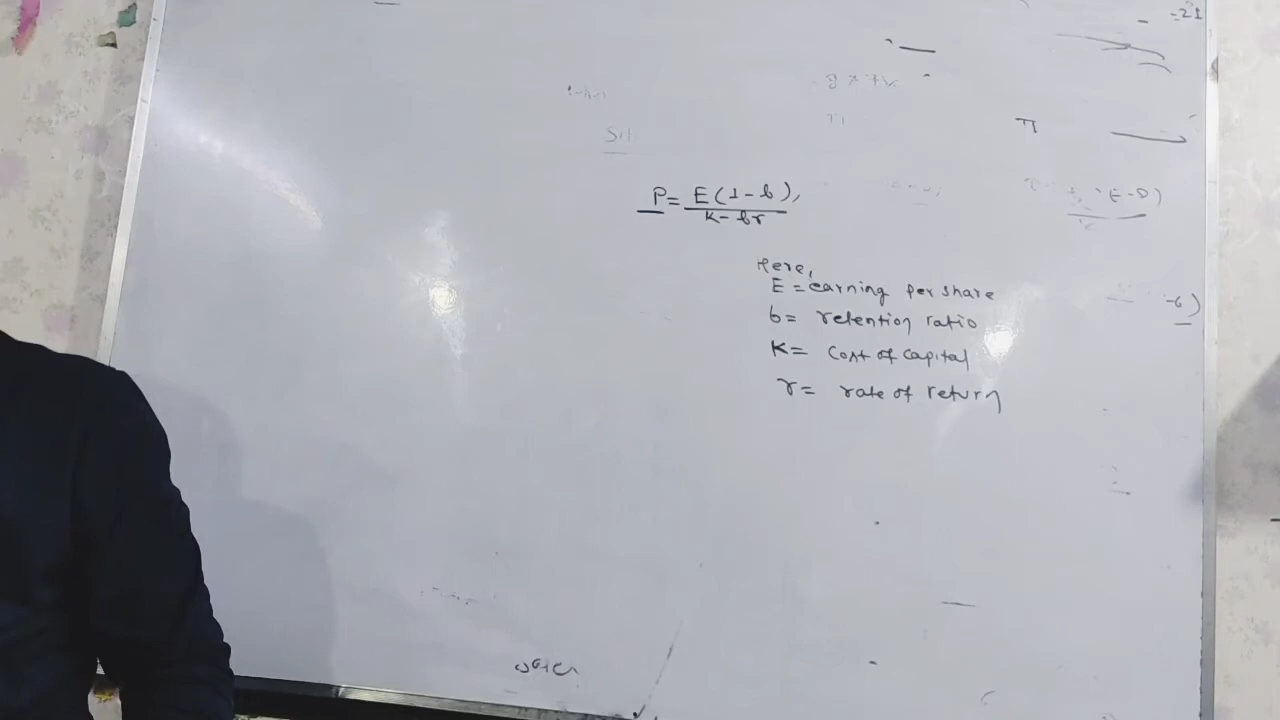 P = E(1-b),
K - br
Here,
E = earning per share
b = retention ratio
K = Cost of Capital
r = rate of return